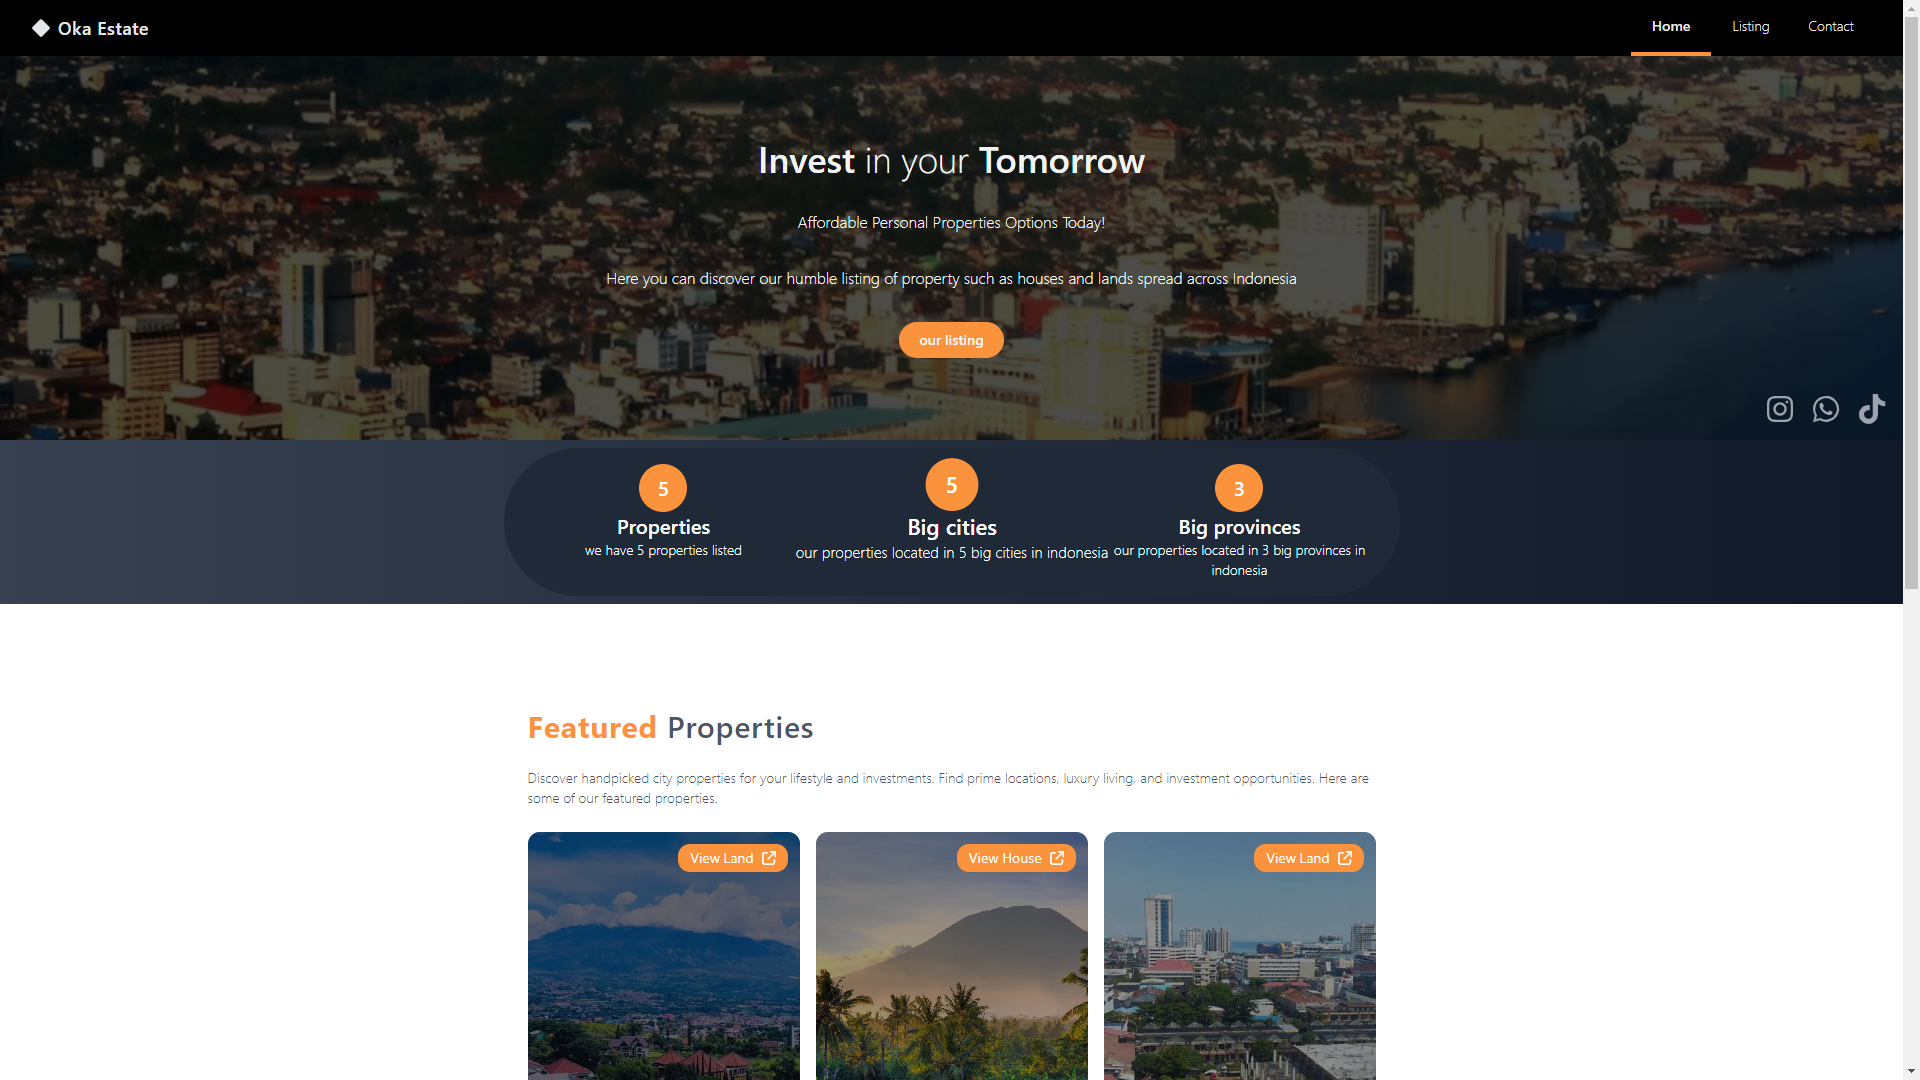 Oka Estate
Home
Listing
Contact
Invest in your Tomorrow
Affordable Personal Properties Options Today!
Here you can discover our humble listing of property such as houses and lands spread across Indonesia
our listing
5
Properties
we have 5 properties listed
5
Big cities
our properties located in 5 big cities in indonesia
3
Big provinces
our properties located in 3 big provinces in
indonesia
Featured Properties
Discover handpicked city properties for your lifestyle and investments. Find prime locations, luxury living, and investment opportunities. Here are
some of our featured properties.
View Land
View House
View Land